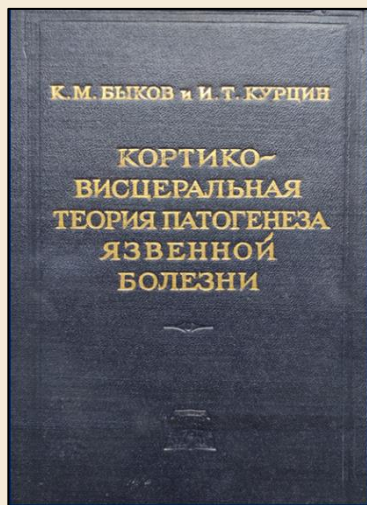 К. М. БЫКОВ и И. Т. КУРЦИН
КОРТИКО-
ВИСЦЕРАЛЬНАЯ
ТЕОРИЯ ПАТОГЕНЕЗА
ЯЗВЕННОЙ
БОЛЕЗНИ